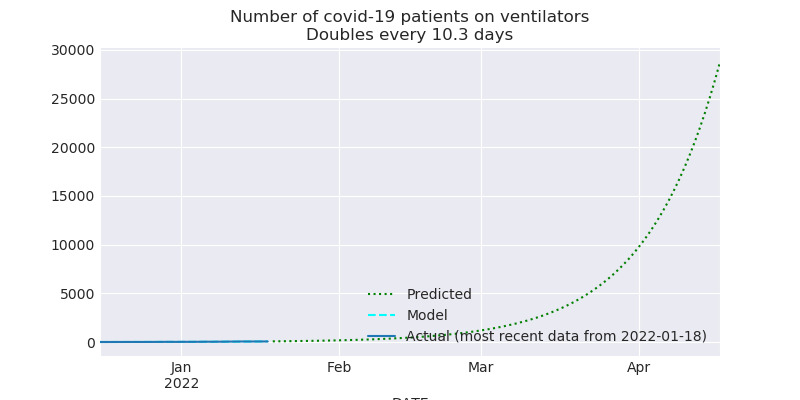 Number of covid-19 patients on ventilators
Doubles every 10.3 days
30000
25000
20000
15000
10000
5000
0
Predicted
Model
Actual (most recent data from 2022-01-18)
Jan
2022
Feb
Mar
Apr
DATE